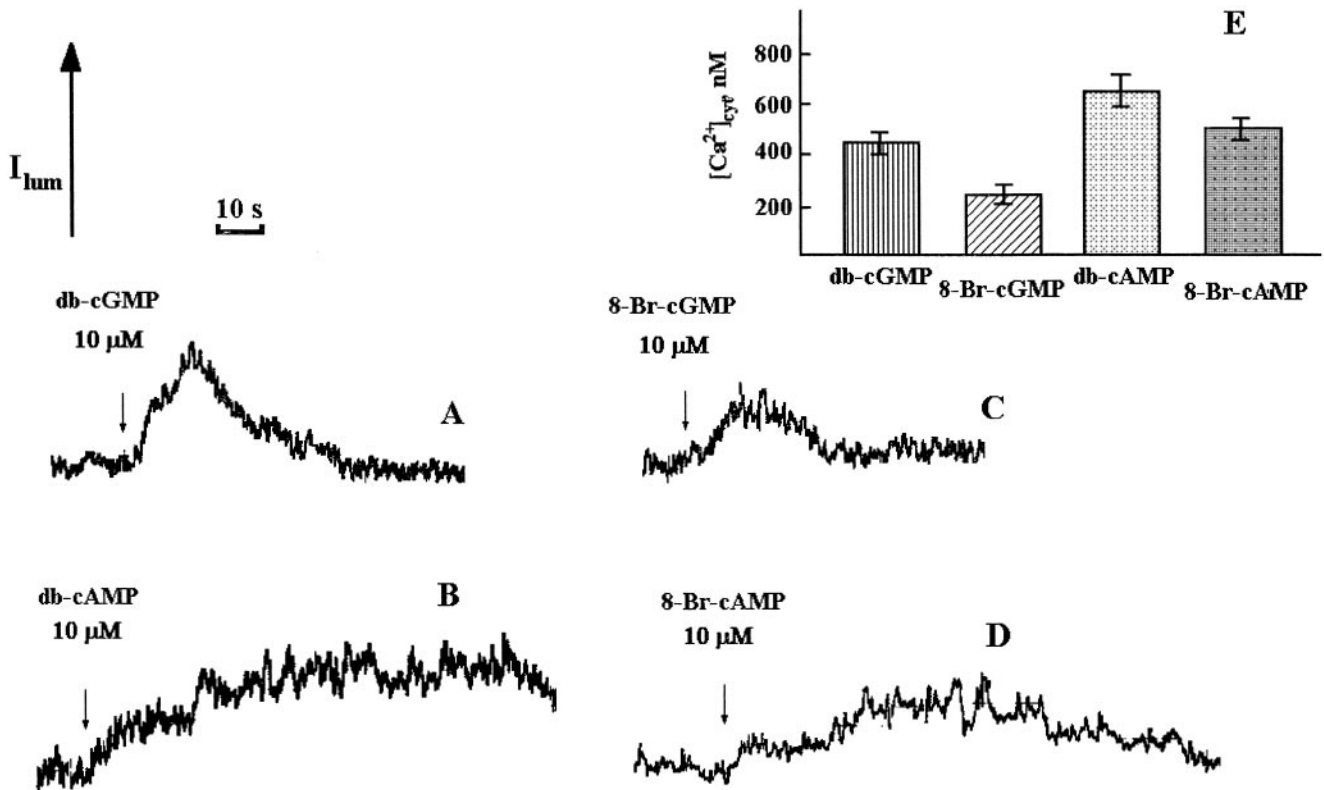 E
800
600
400
200
[Ca²⁺]cyt, nM
db-cGMP
8-Br-cGMP
db-cAMP
8-Br-cAMP
Ilum
10 s
db-cGMP
10 µM
A
8-Br-cGMP
10 µM
C
db-cAMP
10 µM
B
8-Br-cAMP
10 µM
D